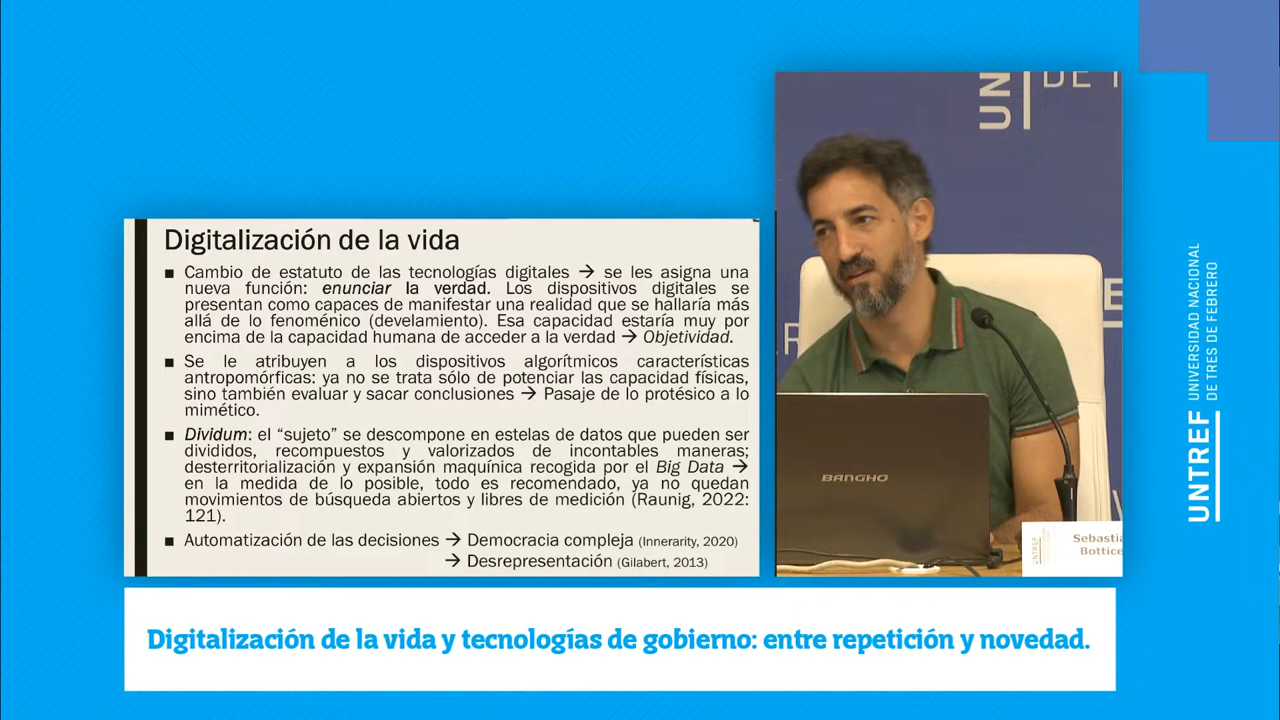 Digitalización de la vida
■ Cambio de estatuto de las tecnologías digitales → se les asigna una
nueva función: enunciar la verdad. Los dispositivos digitales se
presentan como capaces de manifestar una realidad que se hallaría más
allá de lo fenoménico (develamiento). Esa capacidad estaría muy por
encima de la capacidad humana de acceder a la verdad → Objetividad.
■ Se le atribuyen a los dispositivos algorítmicos características
antropomórficas: ya no se trata sólo de potenciar las capacidad físicas,
sino también evaluar y sacar conclusiones → Pasaje de lo protésico a lo
mimético.
■ Dividum: el “sujeto” se descompone en estelas de datos que pueden ser
divididos, recompuestos y valorizados de incontables maneras;
desterritorialización y expansión maquínica recogida por el Big Data →
en la medida de lo posible, todo es recomendado, ya no quedan
movimientos de búsqueda abiertos y libres de medición (Raunig, 2022:
121).
■ Automatización de las decisiones → Democracia compleja (Innerarity, 2020)
→ Desrepresentación (Gilabert, 2013)
UN
DE
E
ER
BANGHO
UNTREF
Sebastia
Bottice
UNTREF
UNIVERSIDAD NACIONAL
DE TRES DE FEBRERO
Digitalización de la vida y tecnologías de gobierno: entre repetición y novedad.